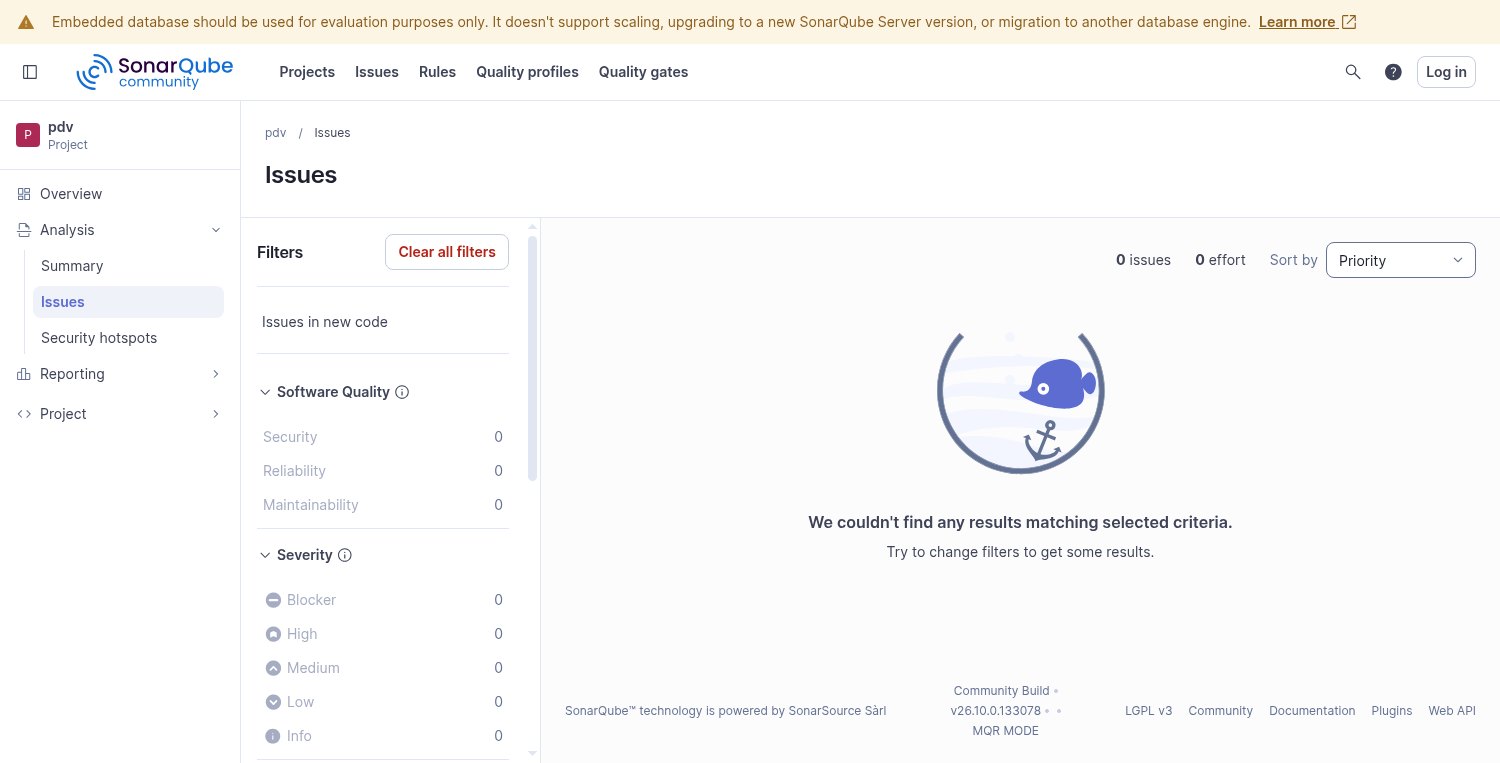 Embedded database should be used for evaluation purposes only. It doesn't support scaling, upgrading to a new SonarQube Server version, or migration to another database engine. Learn more
SonarQube community
Projects
Issues
Rules
Quality profiles
Quality gates
?
Log in
P
pdv
Project
Overview
Analysis
Summary
Issues
Security hotspots
Reporting
Project
pdv / Issues
Issues
Filters
Clear all filters
Issues in new code
Software Quality
Security 0
Reliability 0
Maintainability 0
Severity
Blocker 0
High 0
Medium 0
Low 0
Info 0
0 issues
0 effort
Sort by
Priority
We couldn't find any results matching selected criteria.
Try to change filters to get some results.
SonarQube™ technology is powered by SonarSource Sàrl
Community Build •
v26.10.0.133078 • •
MQR MODE
LGPL v3
Community
Documentation
Plugins
Web API